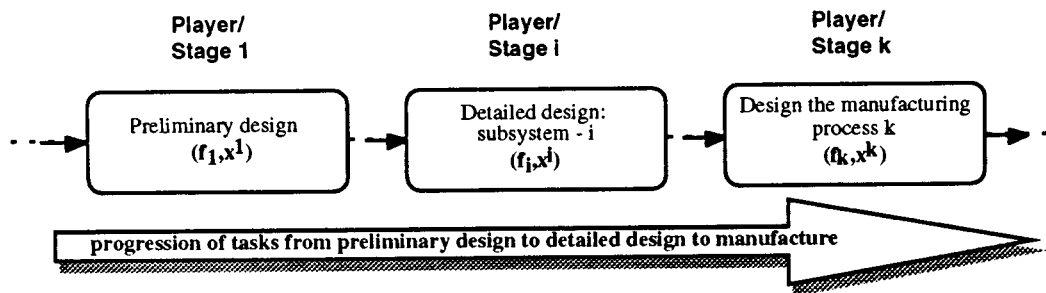 Player/
Stage 1
Player/
Stage i
Player/
Stage k
Preliminary design
(f1,x1)
Detailed design:
subsystem - i
(fi,xi)
Design the manufacturing
process k
(fk,xk)
progression of tasks from preliminary design to detailed design to manufacture